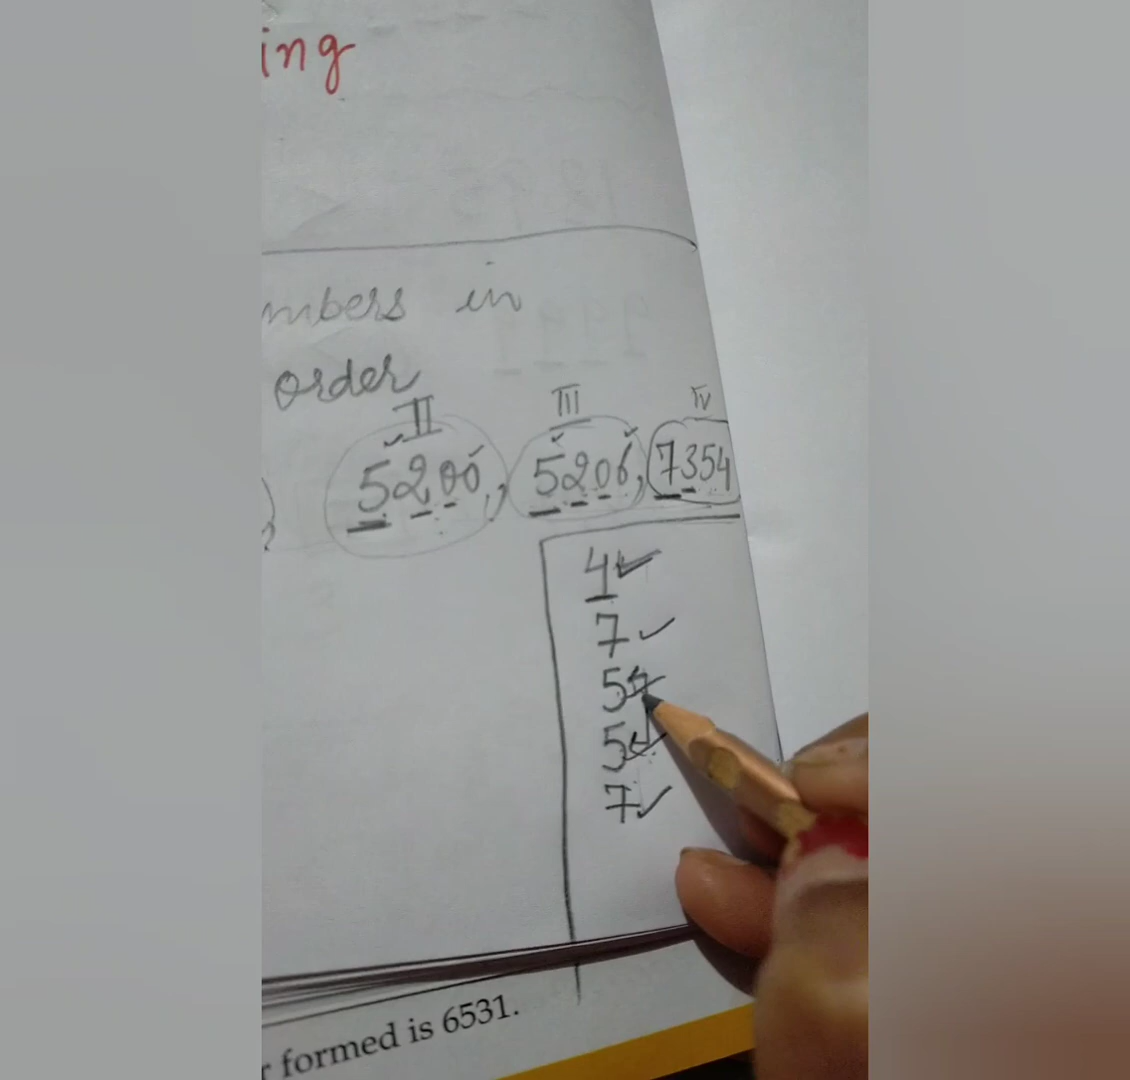 ing
mbers in
order
II III IV
5200, 5206, 7354
4✓
7✓
5✓
5✓
7✓
r formed is 6531.